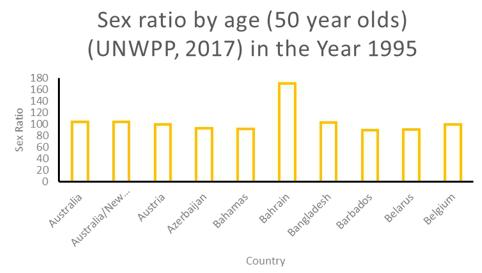 Sex ratio by age (50 year olds)
(UNWPP, 2017) in the Year 1995
180
160
140
120
100
80
60
40
20
0
Sex Ratio
Australia
Australia/New...
Austria
Azerbaijan
Bahamas
Bahrain
Bangladesh
Barbados
Belarus
Belgium
Country